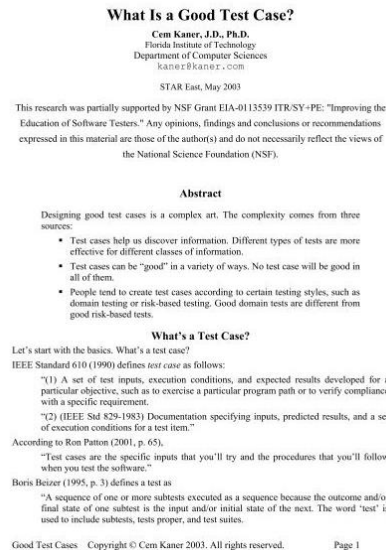 What Is a Good Test Case?
Cem Kaner, J.D., Ph.D.
Florida Institute of Technology
Department of Computer Sciences
kaner@kaner.com
STAR East, May 2003
This research was partially supported by NSF Grant EIA-0113539 ITR/SY+PE: "Improving the
Education of Software Testers." Any opinions, findings and conclusions or recommendations
expressed in this material are those of the author(s) and do not necessarily reflect the views of
the National Science Foundation (NSF).
Abstract
Designing good test cases is a complex art. The complexity comes from three
sources:
▪ Test cases help us discover information. Different types of tests are more
effective for different classes of information.
▪ Test cases can be “good” in a variety of ways. No test case will be good in
all of them.
▪ People tend to create test cases according to certain testing styles, such as
domain testing or risk-based testing. Good domain tests are different from
good risk-based tests.
What’s a Test Case?
Let’s start with the basics. What’s a test case?
IEEE Standard 610 (1990) defines test case as follows:
“(1) A set of test inputs, execution conditions, and expected results developed for
particular objective, such as to exercise a particular program path or to verify complianc
with a specific requirement.
“(2) (IEEE Std 829-1983) Documentation specifying inputs, predicted results, and a se
of execution conditions for a test item.”
According to Ron Patton (2001, p. 65),
“Test cases are the specific inputs that you’ll try and the procedures that you’ll follow
when you test the software.”
Boris Beizer (1995, p. 3) defines a test as
“A sequence of one or more subtests executed as a sequence because the outcome and/o
final state of one subtest is the input and/or initial state of the next. The word ‘test’ i
used to include subtests, tests proper, and test suites.
Good Test Cases Copyright © Cem Kaner 2003. All rights reserved. Page 1